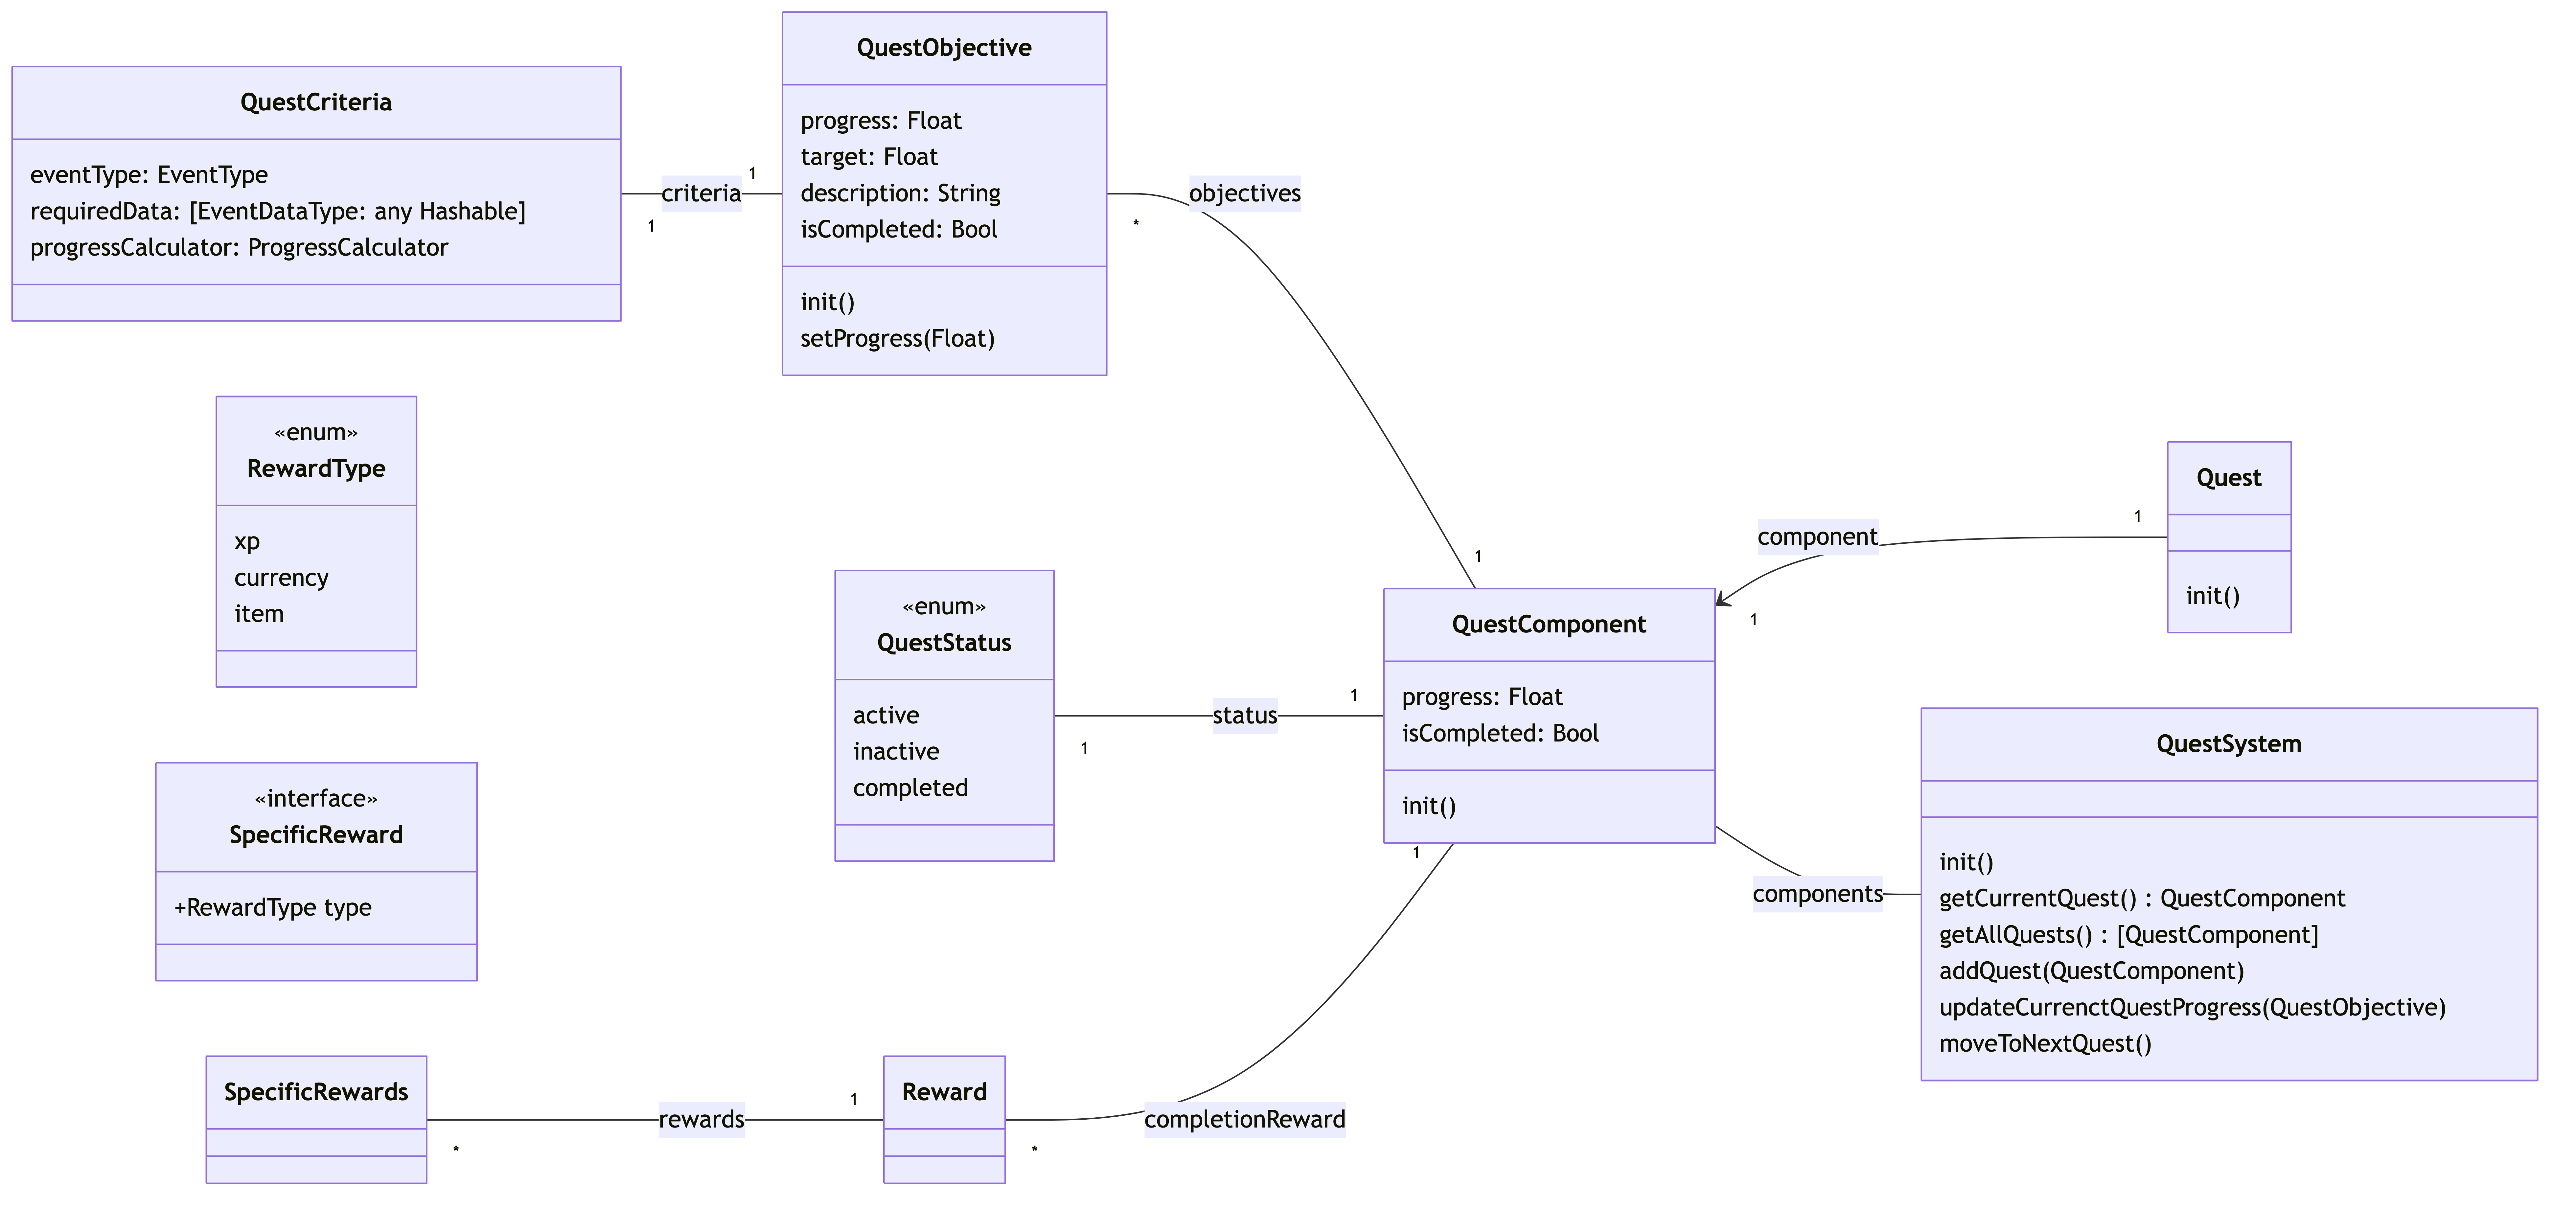 QuestCriteria
eventType: EventType
requiredData: [EventDataType: any Hashable]
progressCalculator: ProgressCalculator
criteria
1
1
QuestObjective
progress: Float
target: Float
description: String
isCompleted: Bool
init()
setProgress(Float)
objectives
*
1
«enum»
RewardType
xp
currency
item
«enum»
QuestStatus
active
inactive
completed
status
1
1
QuestComponent
progress: Float
isCompleted: Bool
init()
component
1
1
Quest
init()
components
QuestSystem
init()
getCurrentQuest() : QuestComponent
getAllQuests() : [QuestComponent]
addQuest(QuestComponent)
updateCurrenctQuestProgress(QuestObjective)
moveToNextQuest()
«interface»
SpecificReward
+RewardType type
SpecificRewards
rewards
1
*
Reward
completionReward
1
*